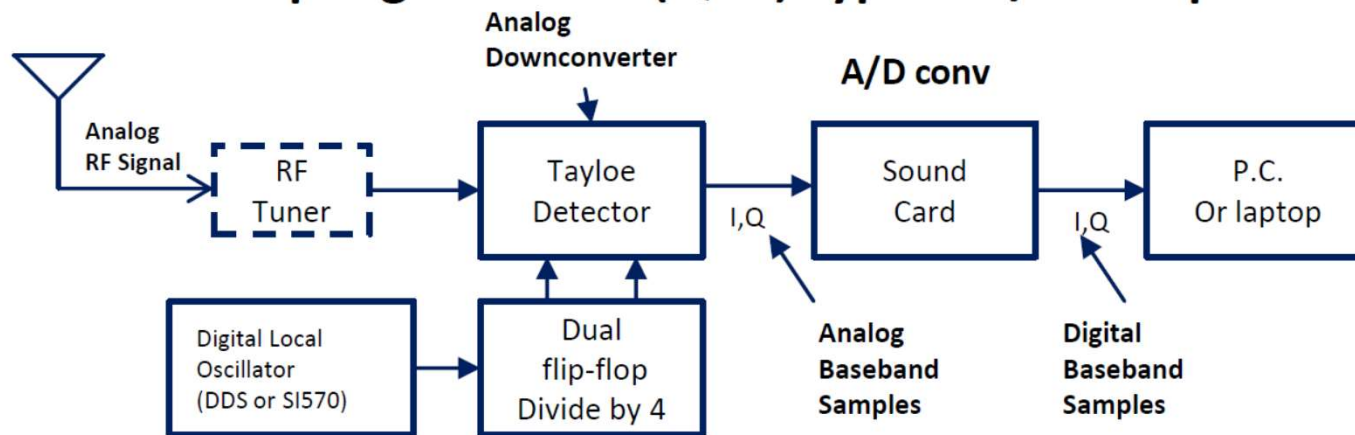 Analog
Downconverter
A/D conv
Analog
RF Signal
RF
Tuner
Tayloe
Detector
I,Q
Sound
Card
I,Q
P.C.
Or laptop
Digital Local
Oscillator
(DDS or SI570)
Dual
flip-flop
Divide by 4
Analog
Baseband
Samples
Digital
Baseband
Samples